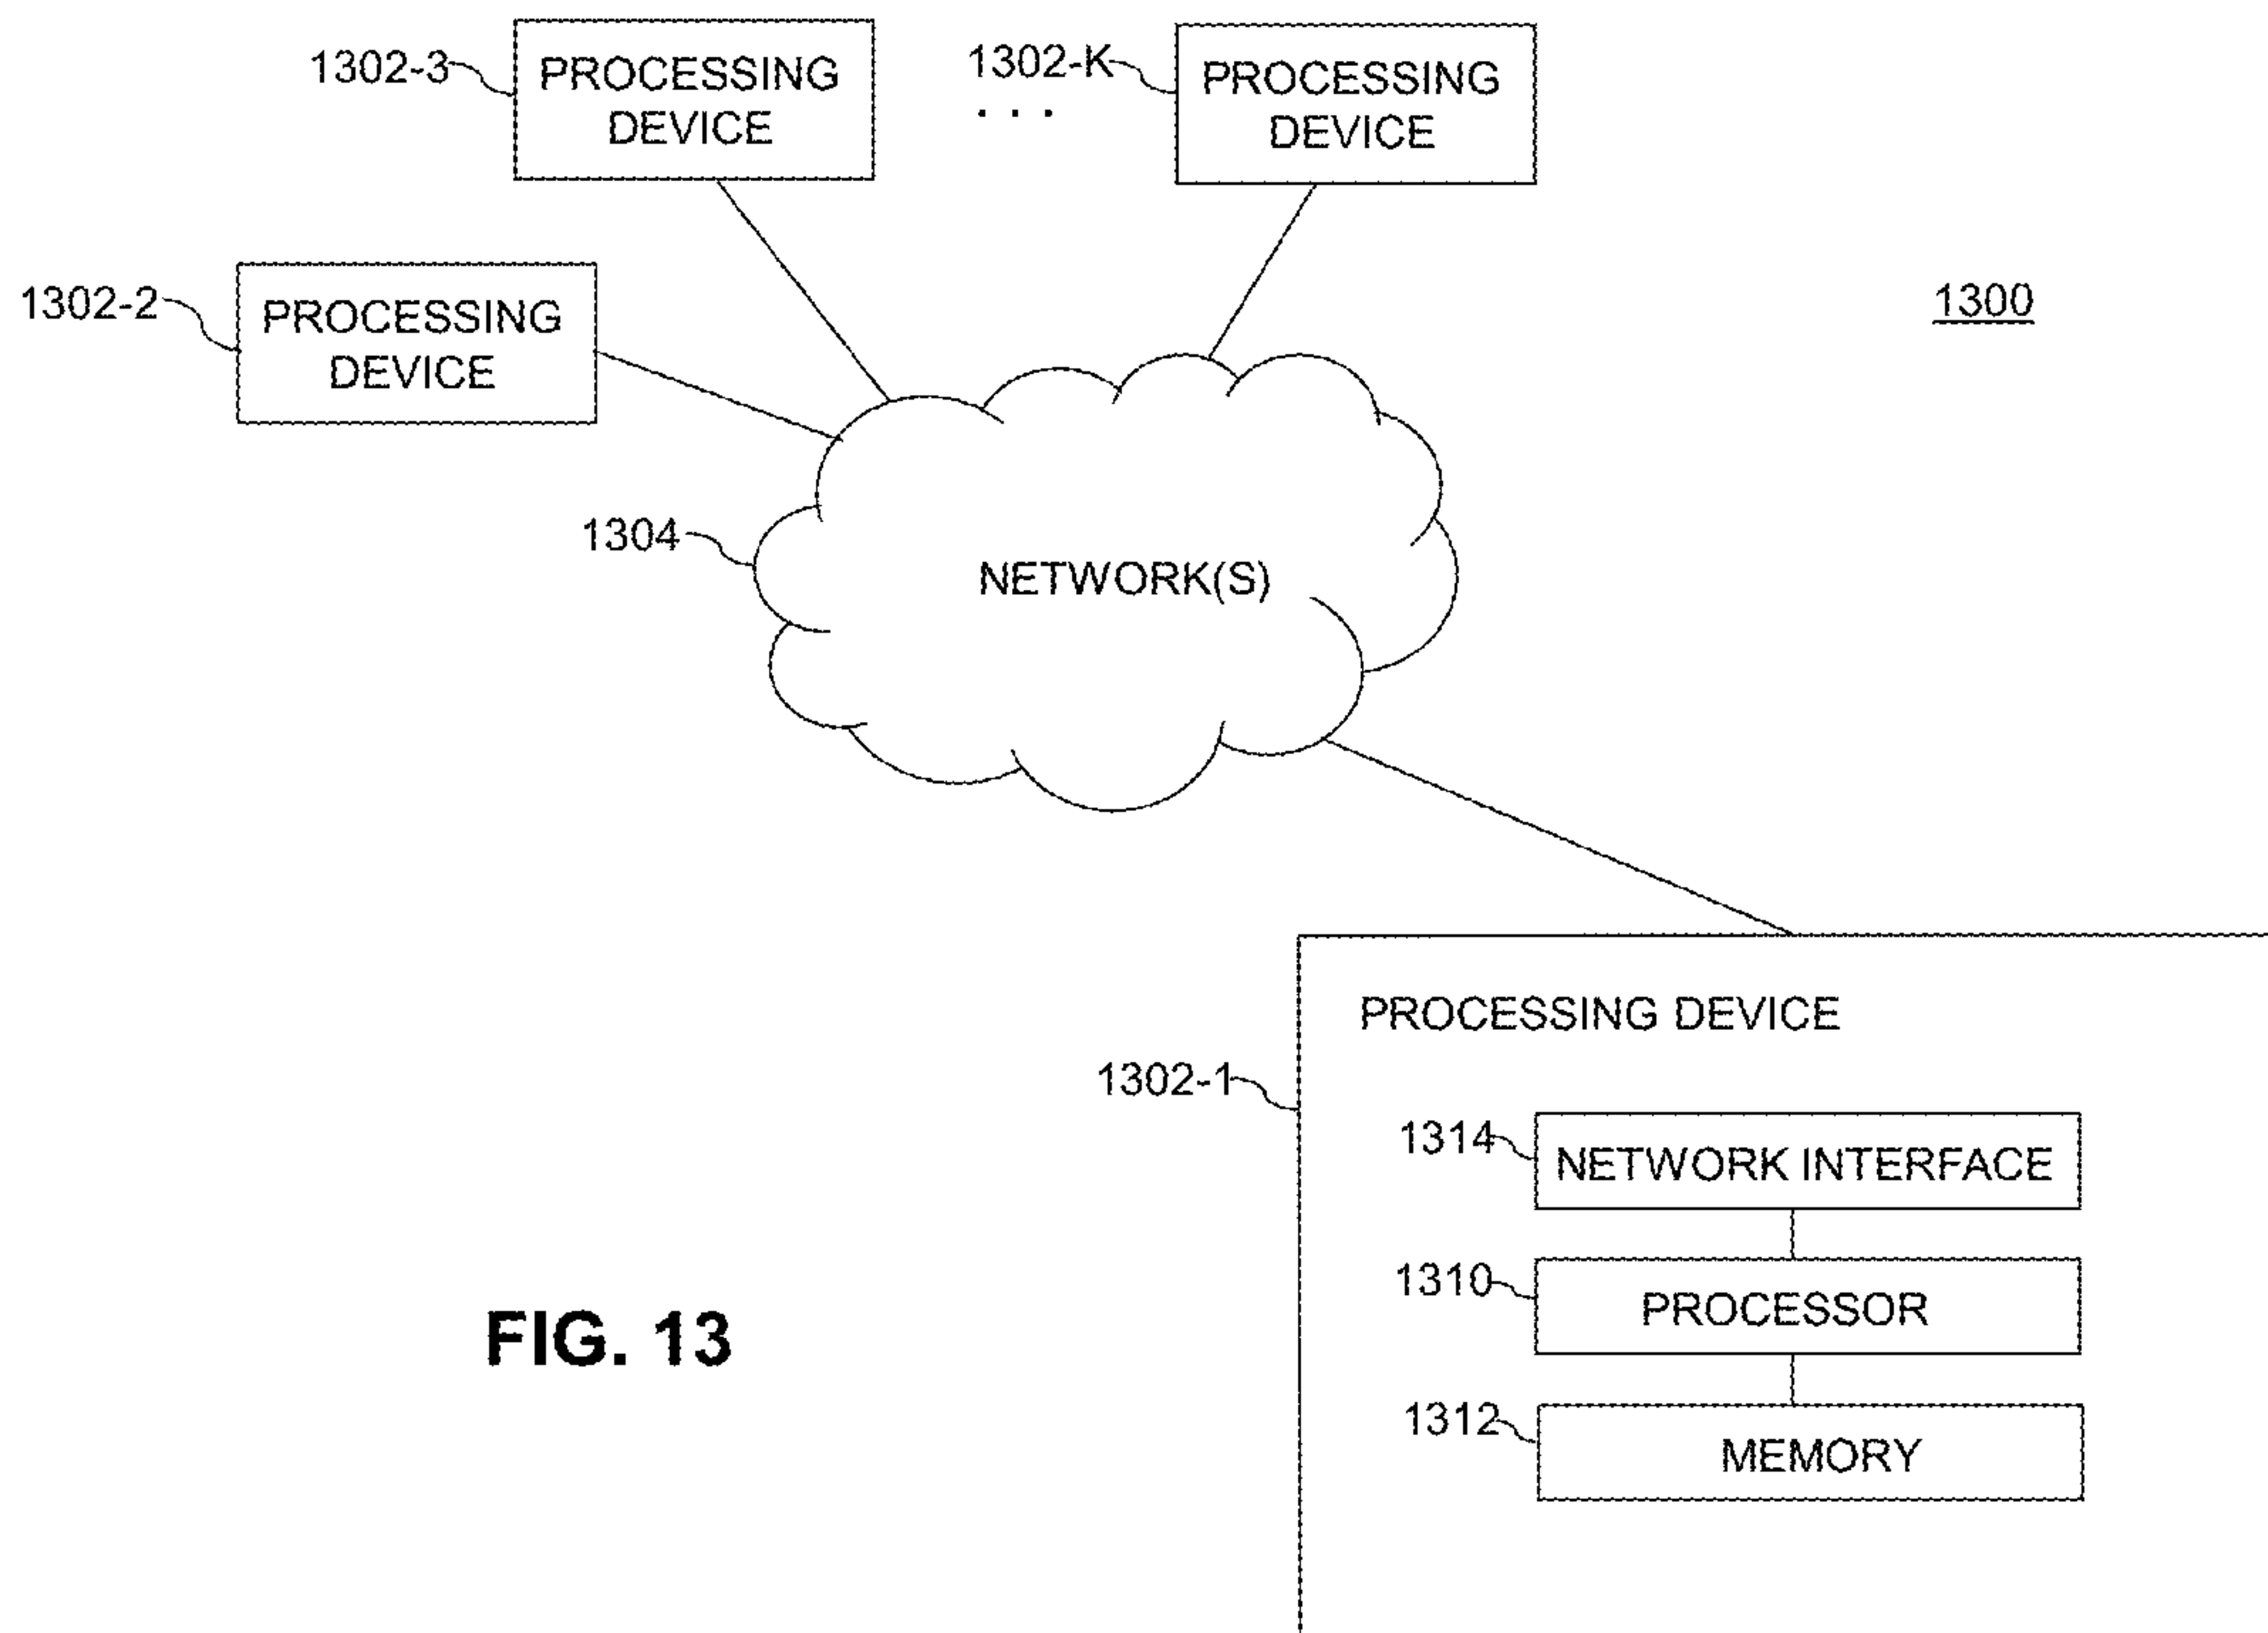 1302-3
PROCESSING
DEVICE
1302-K
. . .
PROCESSING
DEVICE
1302-2
PROCESSING
DEVICE
1300
1304
NETWORK(S)
PROCESSING DEVICE
1302-1
1314
NETWORK INTERFACE
1310
PROCESSOR
1312
MEMORY
FIG. 13